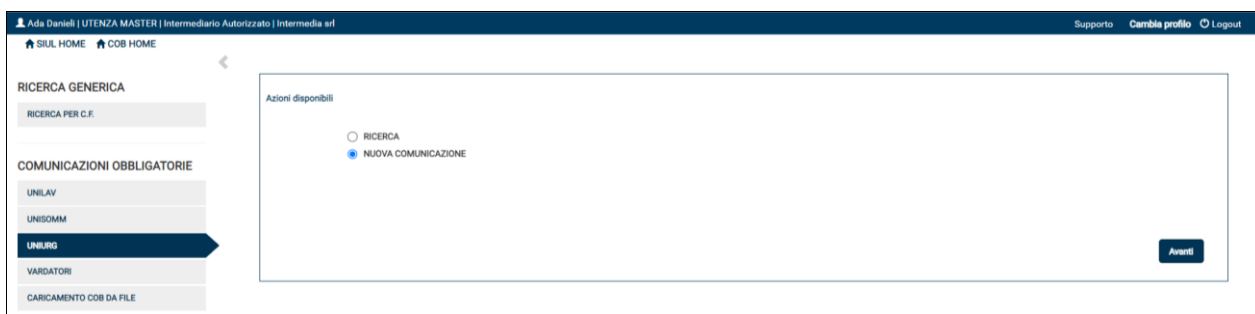 Ada Danieli | UTENZA MASTER | Intermediario Autorizzato | Intermedia srl
Supporto Cambia profilo Logout
SIUL HOME COB HOME
RICERCA GENERICA
RICERCA PER C.F.
COMUNICAZIONI OBBLIGATORIE
UNILAV
UNISOMM
UNIURG
VARDATORI
CARICAMENTO COB DA FILE
Azioni disponibili
RICERCA
NUOVA COMUNICAZIONE
Avanti